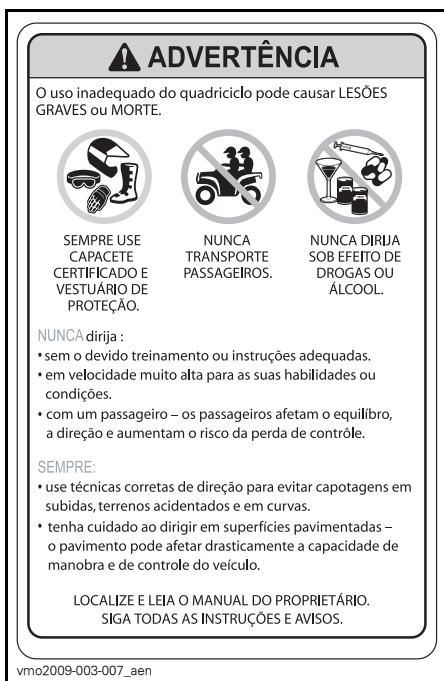 ADVERTÊNCIA
O uso inadequado do quadriciclo pode causar LESÕES
GRAVES ou MORTE.
SEMPRE USE
CAPACETE
CERTIFICADO E
VESTUÁRIO DE
PROTEÇÃO.
NUNCA
TRANSPORTE
PASSAGEIROS.
NUNCA DIRIJA
SOB EFEITO DE
DROGAS OU
ÁLCOOL.
NUNCA dirija :
• sem o devido treinamento ou instruções adequadas.
• em velocidade muito alta para as suas habilidades ou
condições.
• com um passageiro – os passageiros afetam o equilíbro,
a direção e aumentam o risco da perda de contrôle.
SEMPRE:
• use técnicas corretas de direção para evitar capotagens em
subidas, terrenos acidentados e em curvas.
• tenha cuidado ao dirigir em superfícies pavimentadas –
o pavimento pode afetar drasticamente a capacidade de
manobra e de controle do veículo.
LOCALIZE E LEIA O MANUAL DO PROPRIETÁRIO.
SIGA TODAS AS INSTRUÇÕES E AVISOS.
vmo2009-003-007_aen